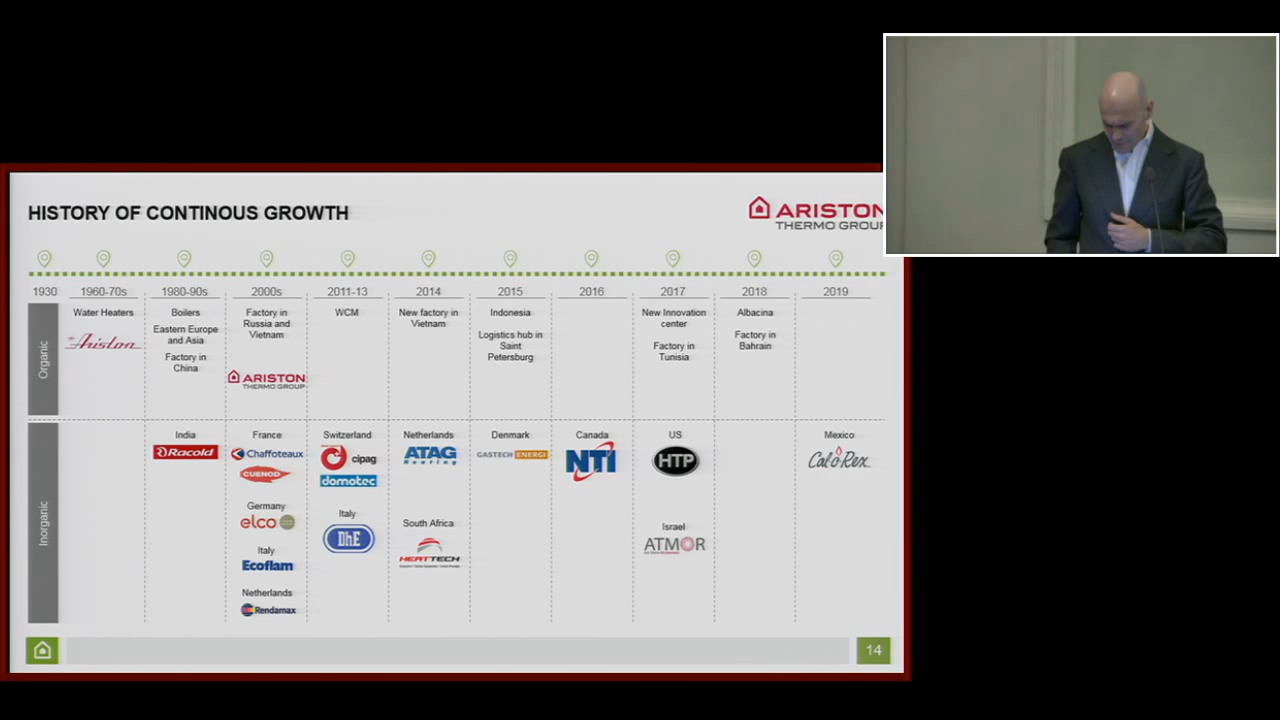 HISTORY OF CONTINOUS GROWTH
ARISTON
THERMO GROUP
1930
1960-70s
1980-90s
2000s
2011-13
2014
2015
2016
2017
2018
2019
Organic
Water Heaters
Ariston
Boilers
Eastern Europe
and Asia
Factory in
China
Factory in
Russia and
Vietnam
ARISTON
THERMO GROUP
WCM
New factory in
Vietnam
Indonesia
Logistics hub in
Saint
Petersburg
New Innovation
center
Factory in
Tunisia
Albacina
Factory in
Bahrain
Inorganic
India
Racold
France
Chaffoteaux
CUENOD
Germany
elco
Italy
Ecoflam
Netherlands
Rendamax
Switzerland
cipag
domotec
Italy
DhE
Netherlands
ATAG
Heating
South Africa
HEATTECH
Denmark
GASTECH ENERGI
Canada
NTI
US
HTP
Israel
ATMOR
Mexico
Calorex
14